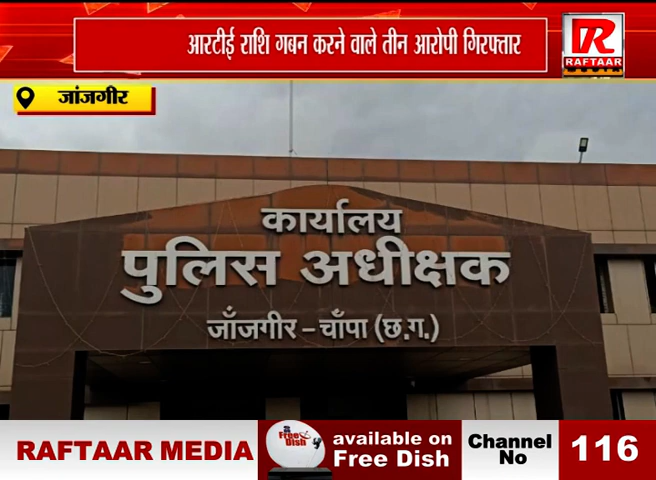 आरटीई राशि गबन करने वाले तीन आरोपी गिरफ्तार
R
RAFTAAR
जांजगीर
कार्यालय
पुलिस अधीक्षक
जाँजगीर - चाँपा (छ.ग.)
RAFTAAR MEDIA
Free Dish
available on
Free Dish
Channel
No
116